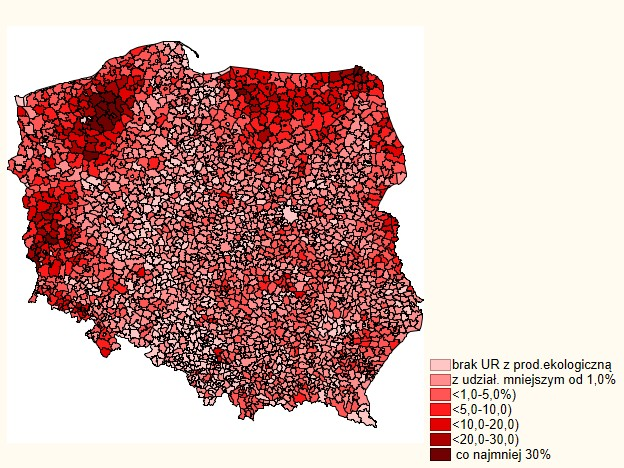 brak UR z prod.ekologiczną
z udział. mniejszym od 1,0%
<1,0-5,0%)
<5,0-10,0)
<10,0-20,0)
<20,0-30,0)
co najmniej 30%